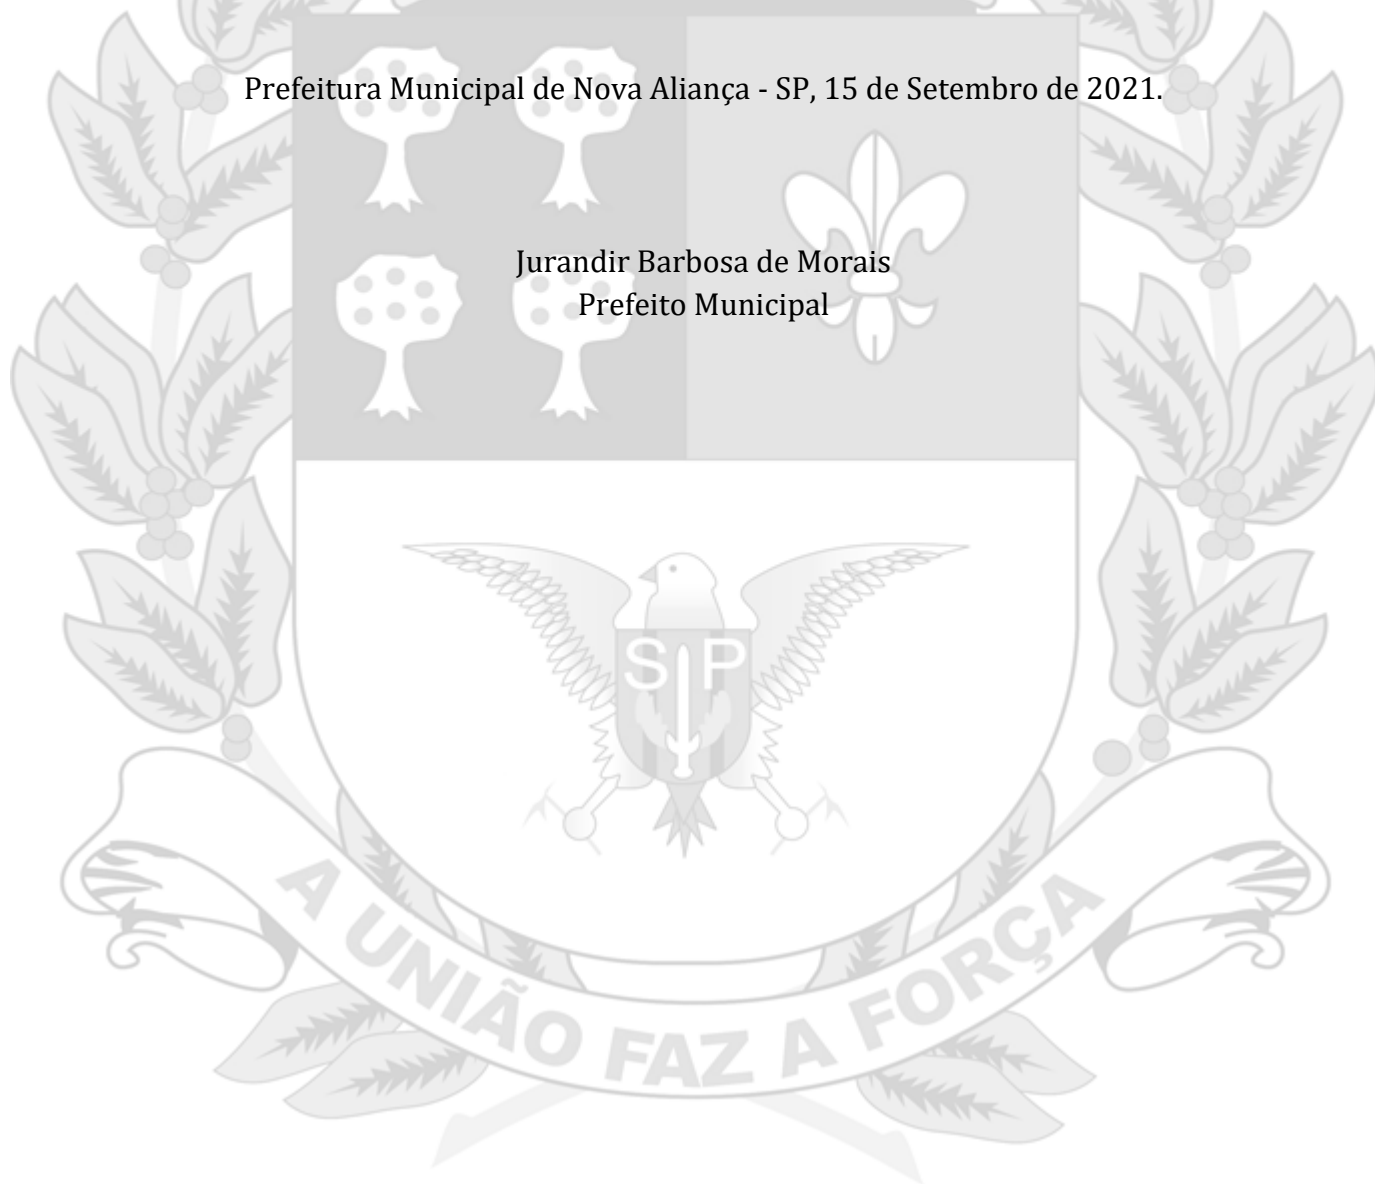 Prefeitura Municipal de Nova Aliança - SP, 15 de Setembro de 2021.
Jurandir Barbosa de Morais
Prefeito Municipal
S P
A UNIÃO FAZ A FORÇA